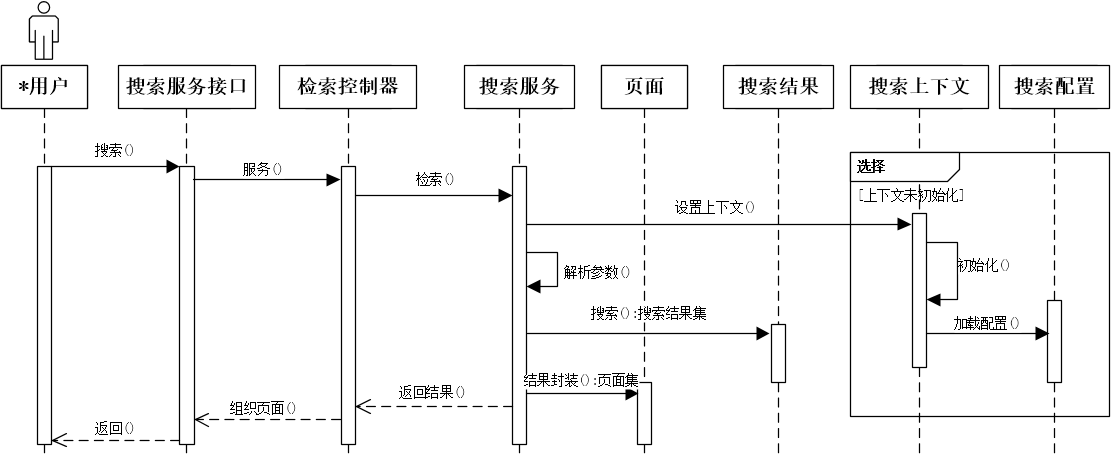 *用户
搜索服务接口
检索控制器
搜索服务
页面
搜索结果
搜索上下文
搜索配置
搜索()
服务()
检索()
选择
[上下文未初始化]
设置上下文()
解析参数()
初始化()
搜索():搜索结果集
加载配置()
结果封装():页面集
返回结果()
组织页面()
返回()